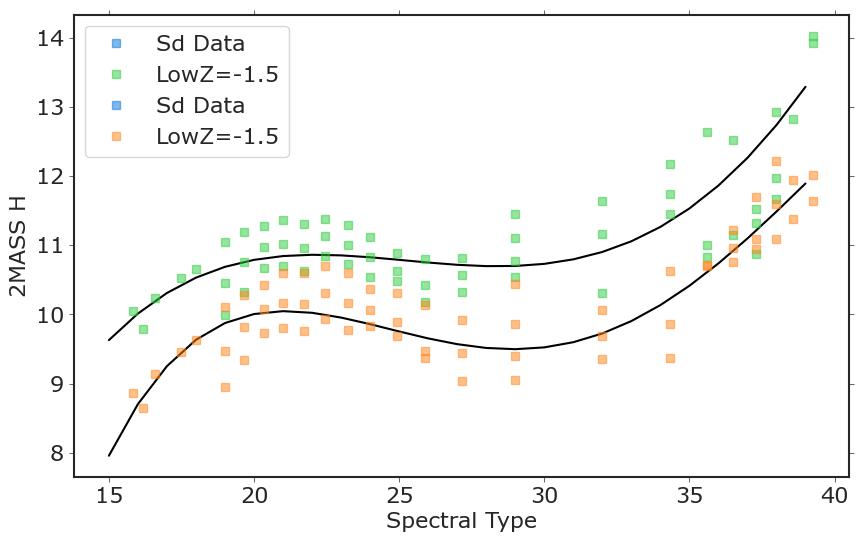 Sd Data
LowZ=-1.5
Sd Data
LowZ=-1.5
14
13
12
11
10
9
8
2MASS H
15 20 25 30 35 40
Spectral Type